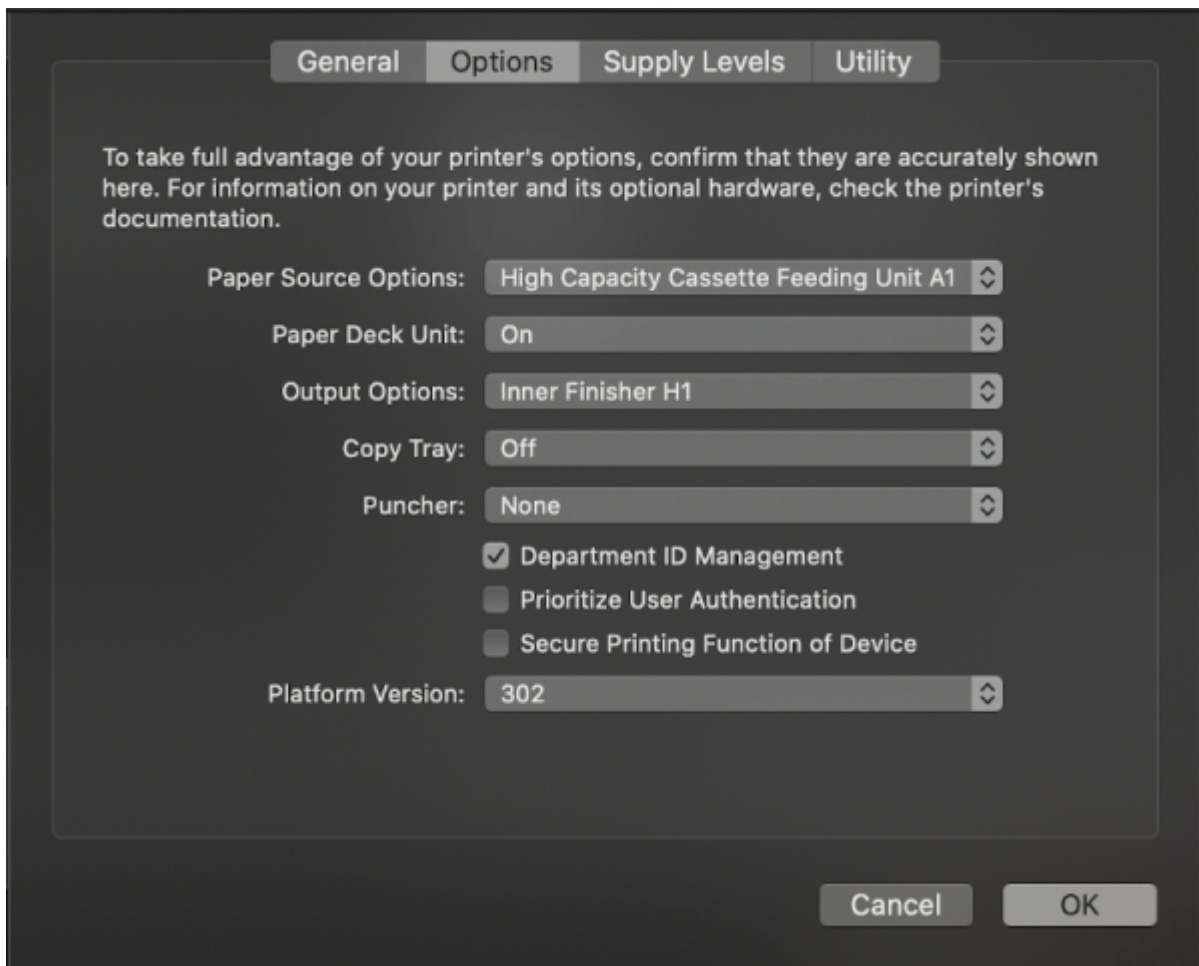 General Options Supply Levels Utility
To take full advantage of your printer's options, confirm that they are accurately shown
here. For information on your printer and its optional hardware, check the printer's
documentation.
Paper Source Options: High Capacity Cassette Feeding Unit A1
Paper Deck Unit: On
Output Options: Inner Finisher H1
Copy Tray: Off
Puncher: None
Department ID Management
Prioritize User Authentication
Secure Printing Function of Device
Platform Version: 302
Cancel OK